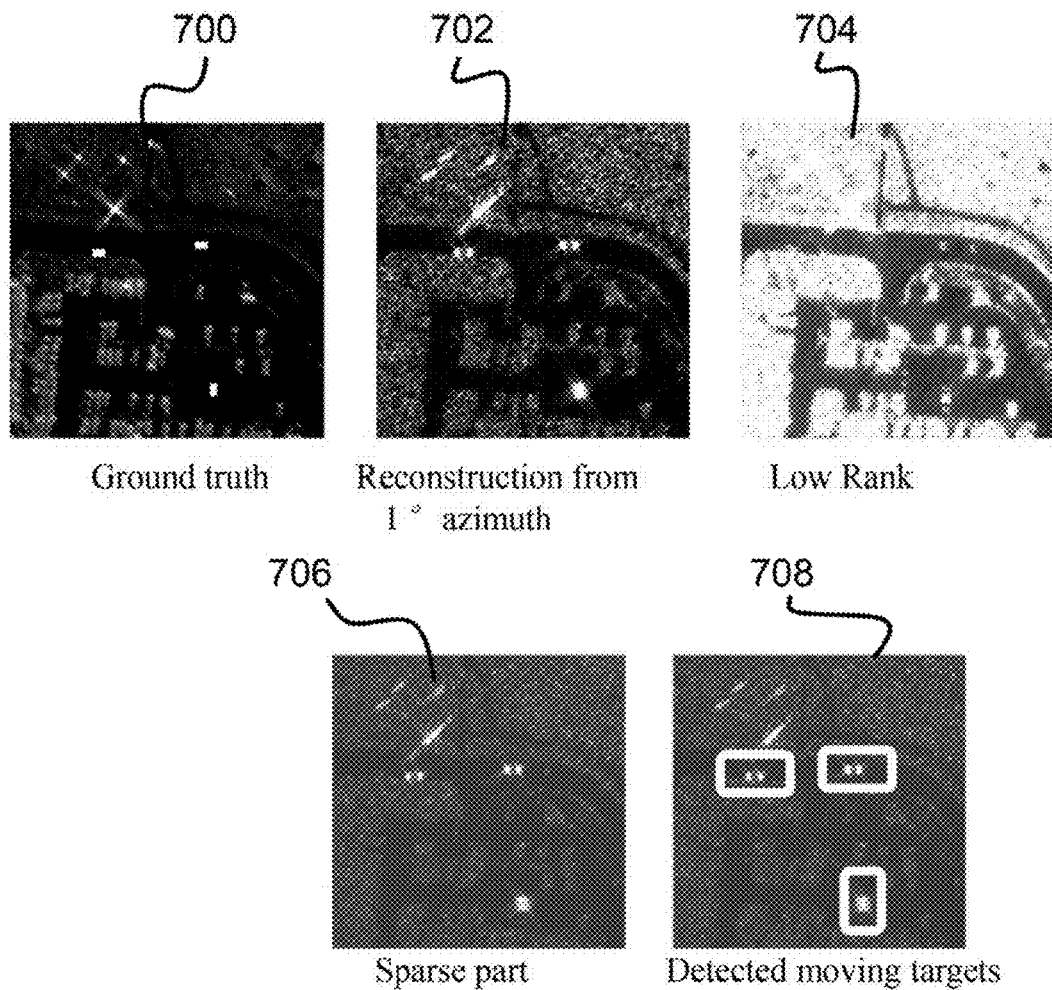 700
702
704
Ground truth
Reconstruction from
1 ° azimuth
Low Rank
706
708
Sparse part
Detected moving targets